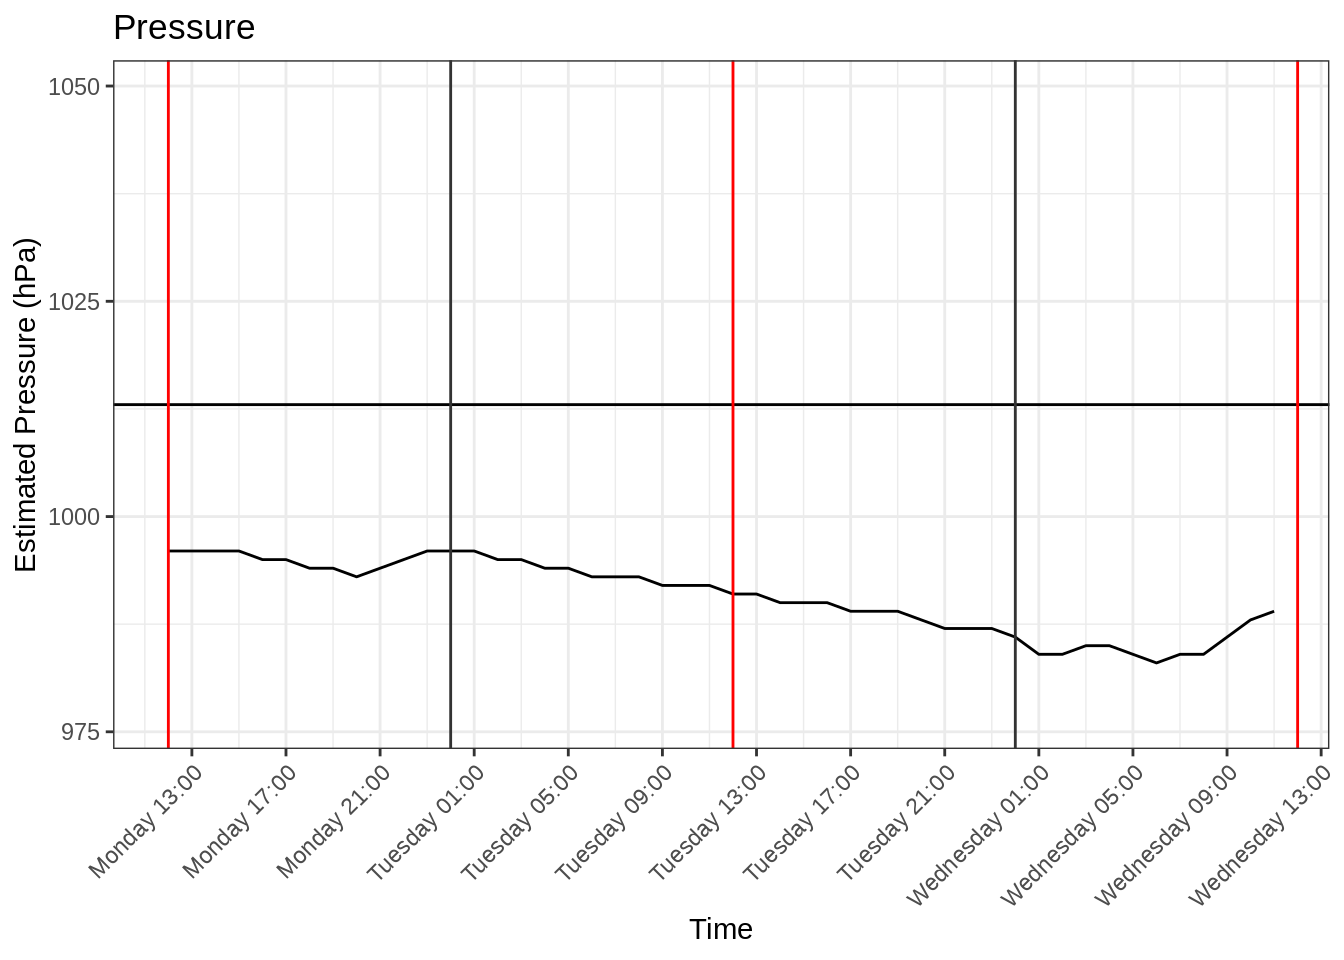 Pressure
Estimated Pressure (hPa)
1050
1025
1000
975
Monday 13:00
Monday 17:00
Monday 21:00
Tuesday 01:00
Tuesday 05:00
Tuesday 09:00
Tuesday 13:00
Tuesday 17:00
Tuesday 21:00
Wednesday 01:00
Wednesday 05:00
Wednesday 09:00
Wednesday 13:00
Time